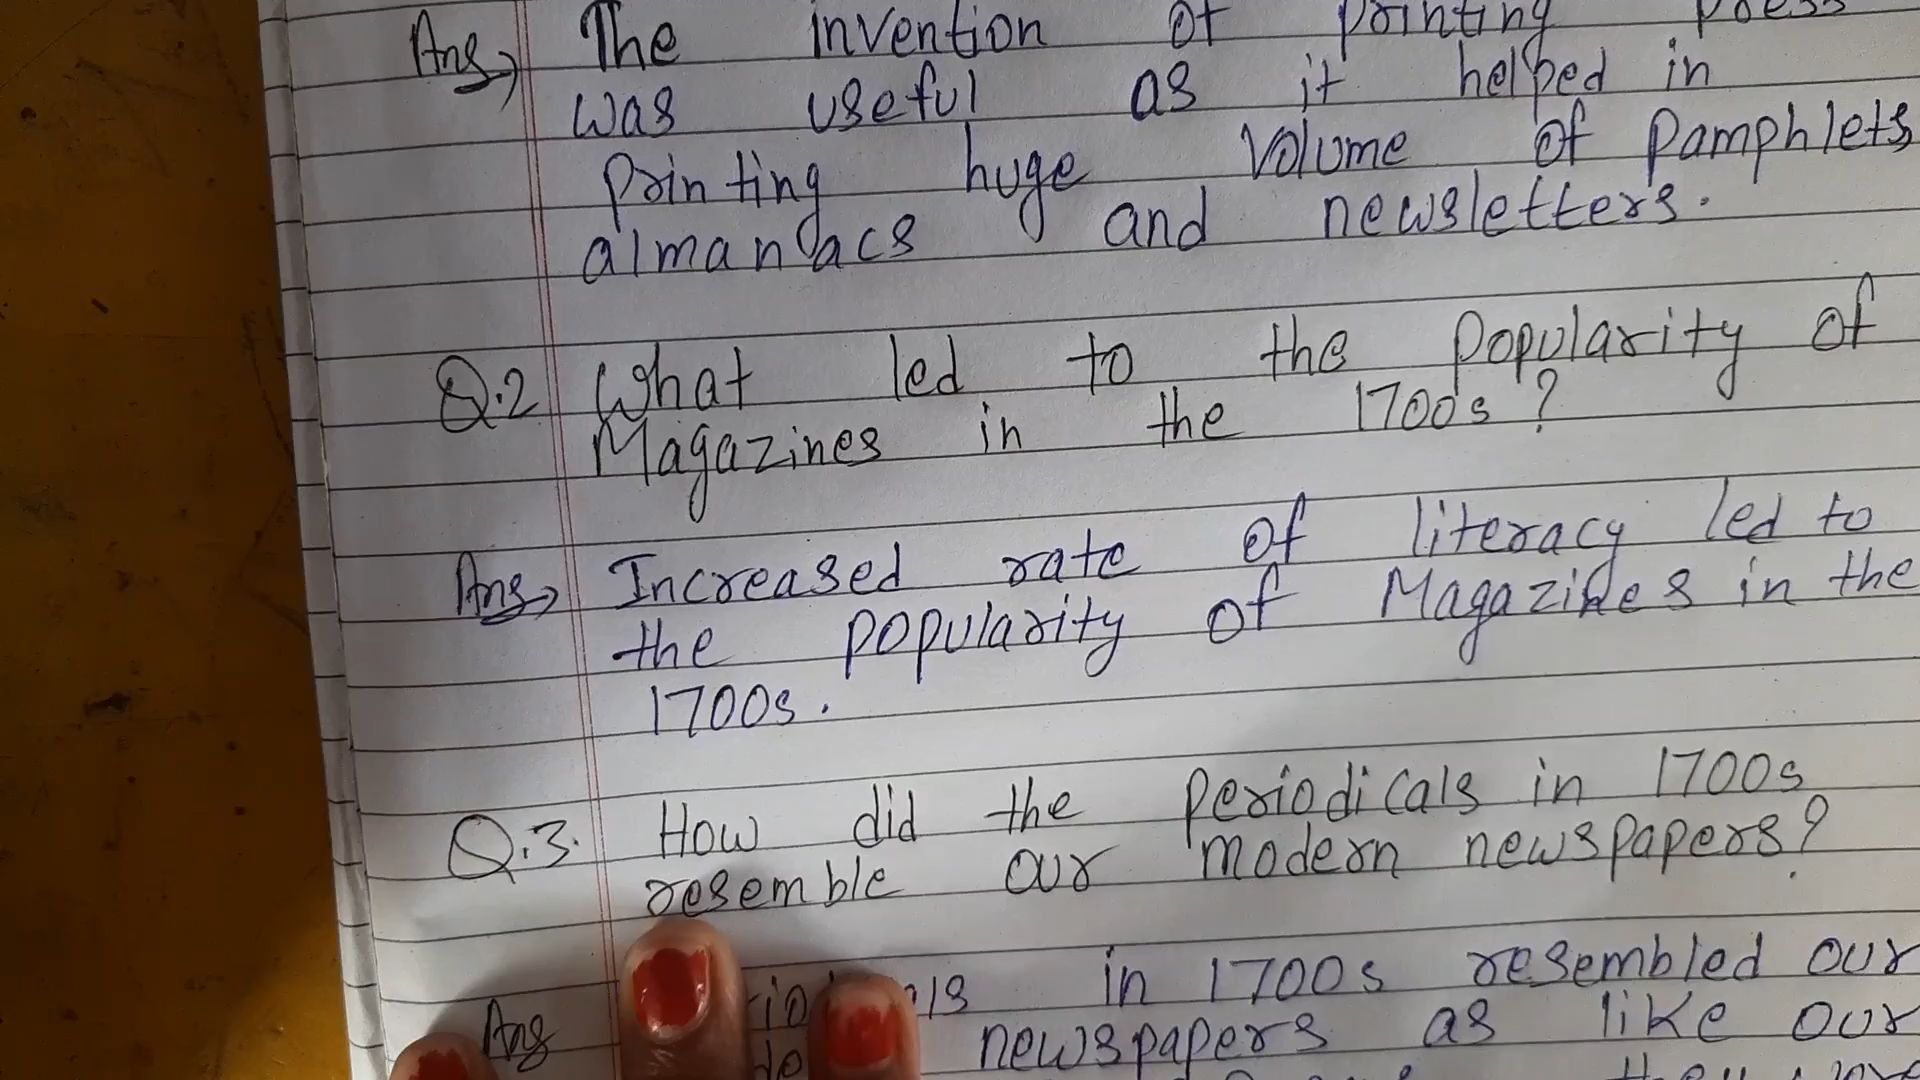 Ans→ The invention of printing press
was useful as it helped in
printing huge Volume of Pamphlets,
almanacs and newsletters.
Q.2 What led to the Popularity of
Magazines in the 1700s?
Ans→ Increased rate of literacy led to
the popularity of Magazines in the
1700s.
Q.3. How did the Periodicals in 1700s
resemble our modern newspapers?
Ans in 1700s resembled our
newspapers as like our